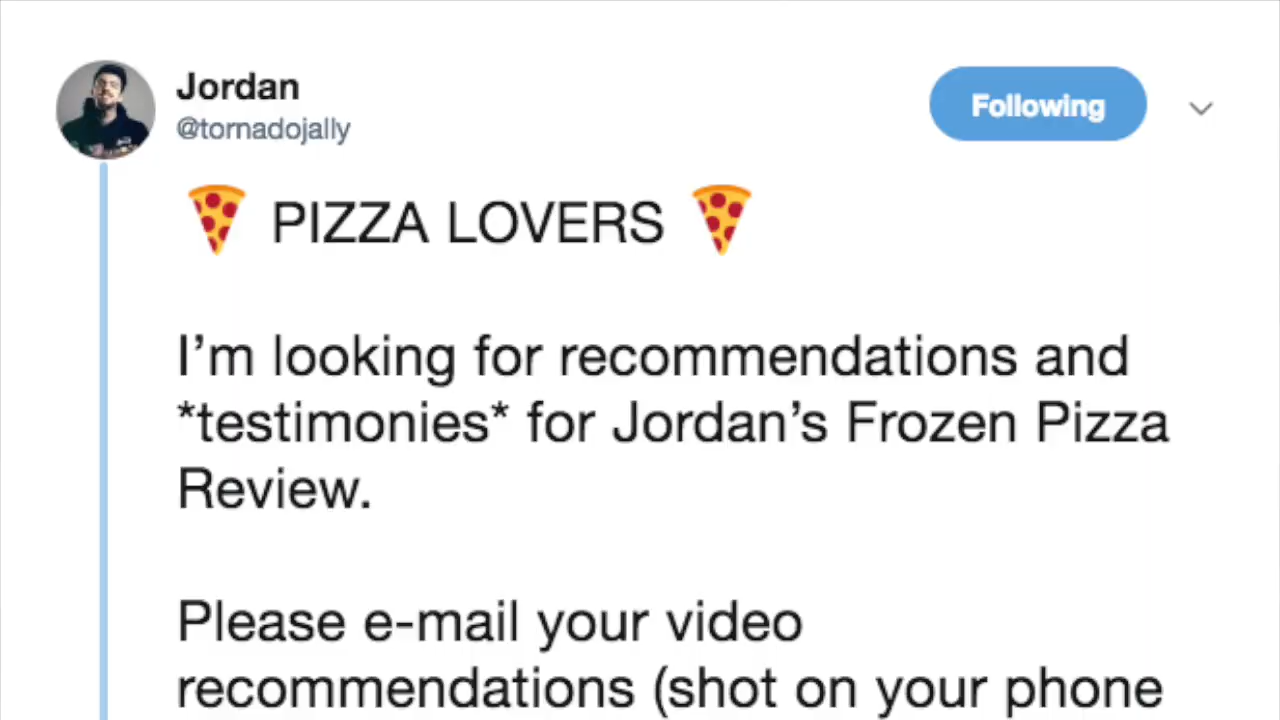 Jordan
@tornadojally
Following
🍕 PIZZA LOVERS 🍕
I’m looking for recommendations and
*testimonies* for Jordan’s Frozen Pizza
Review.
Please e-mail your video
recommendations (shot on your phone